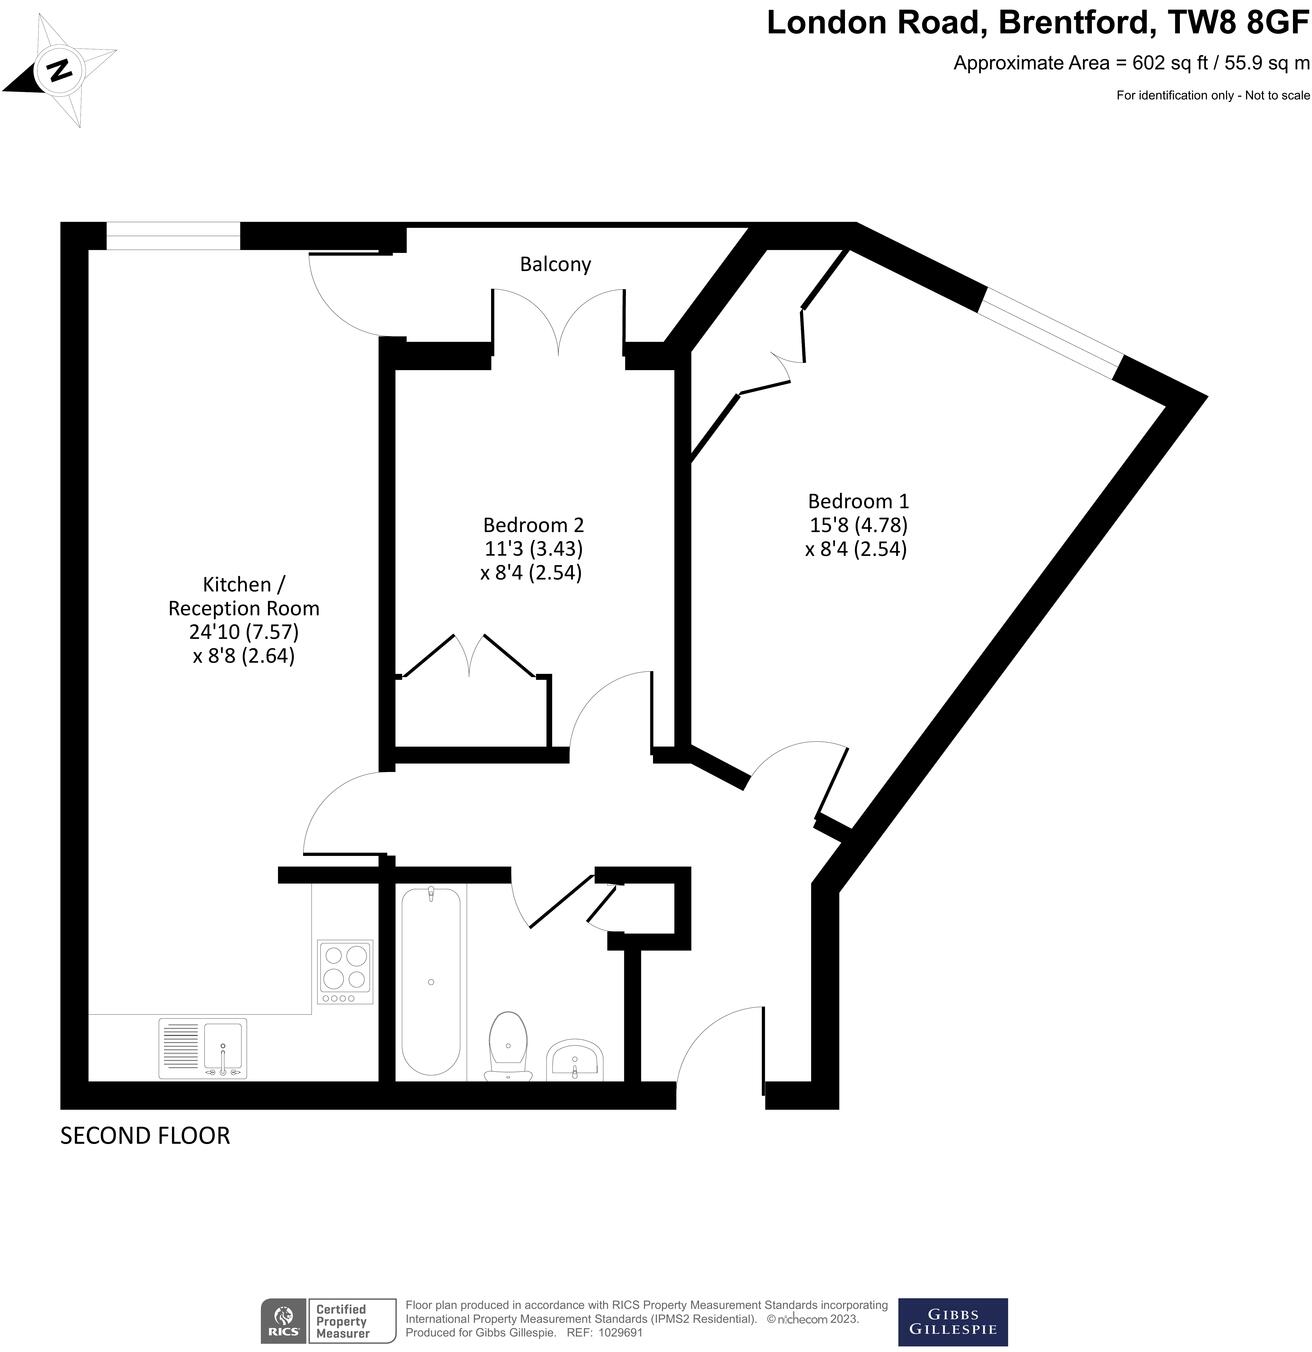 London Road, Brentford, TW8 8GF
Approximate Area = 602 sq ft / 55.9 sq m
For identification only - Not to scale
N
Balcony
Bedroom 1
15'8 (4.78)
x 8'4 (2.54)
Bedroom 2
11'3 (3.43)
x 8'4 (2.54)
Kitchen /
Reception Room
24'10 (7.57)
x 8'8 (2.64)
SECOND FLOOR
RICS
Certified
Property
Measurer
Floor plan produced in accordance with RICS Property Measurement Standards incorporating
International Property Measurement Standards (IPMS2 Residential). © nichecom 2023.
Produced for Gibbs Gillespie. REF: 1029691
GIBBS
GILLESPIE